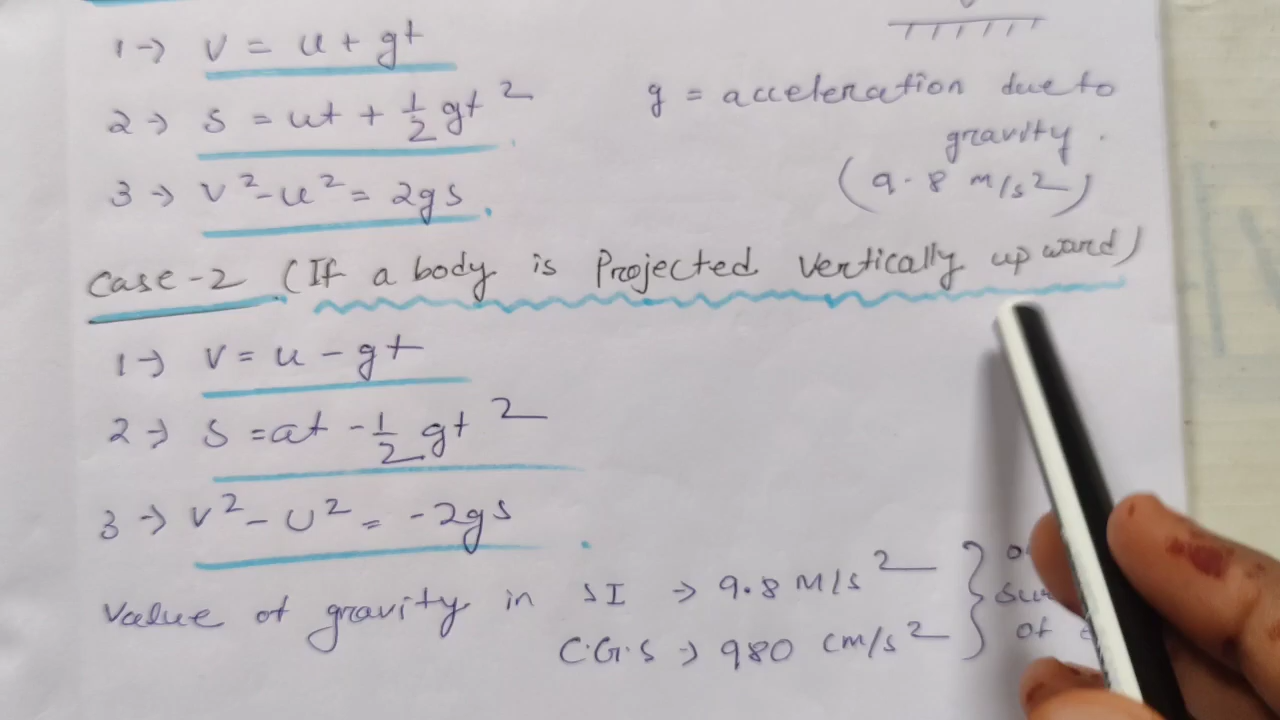 1→ v = u + gt
2→ s = ut + 1/2 gt²
g = acceleration due to
gravity.
3→ v²-u² = 2gs.
(9.8 m/s²)
Case-2 (If a body is Projected vertically upward)
1→ v = u - gt
2→ s = at - 1/2 gt²
3→ v² - u² = -2gs
Value of gravity in SI → 9.8 M/s²
C.G.S → 980 cm/s²
of